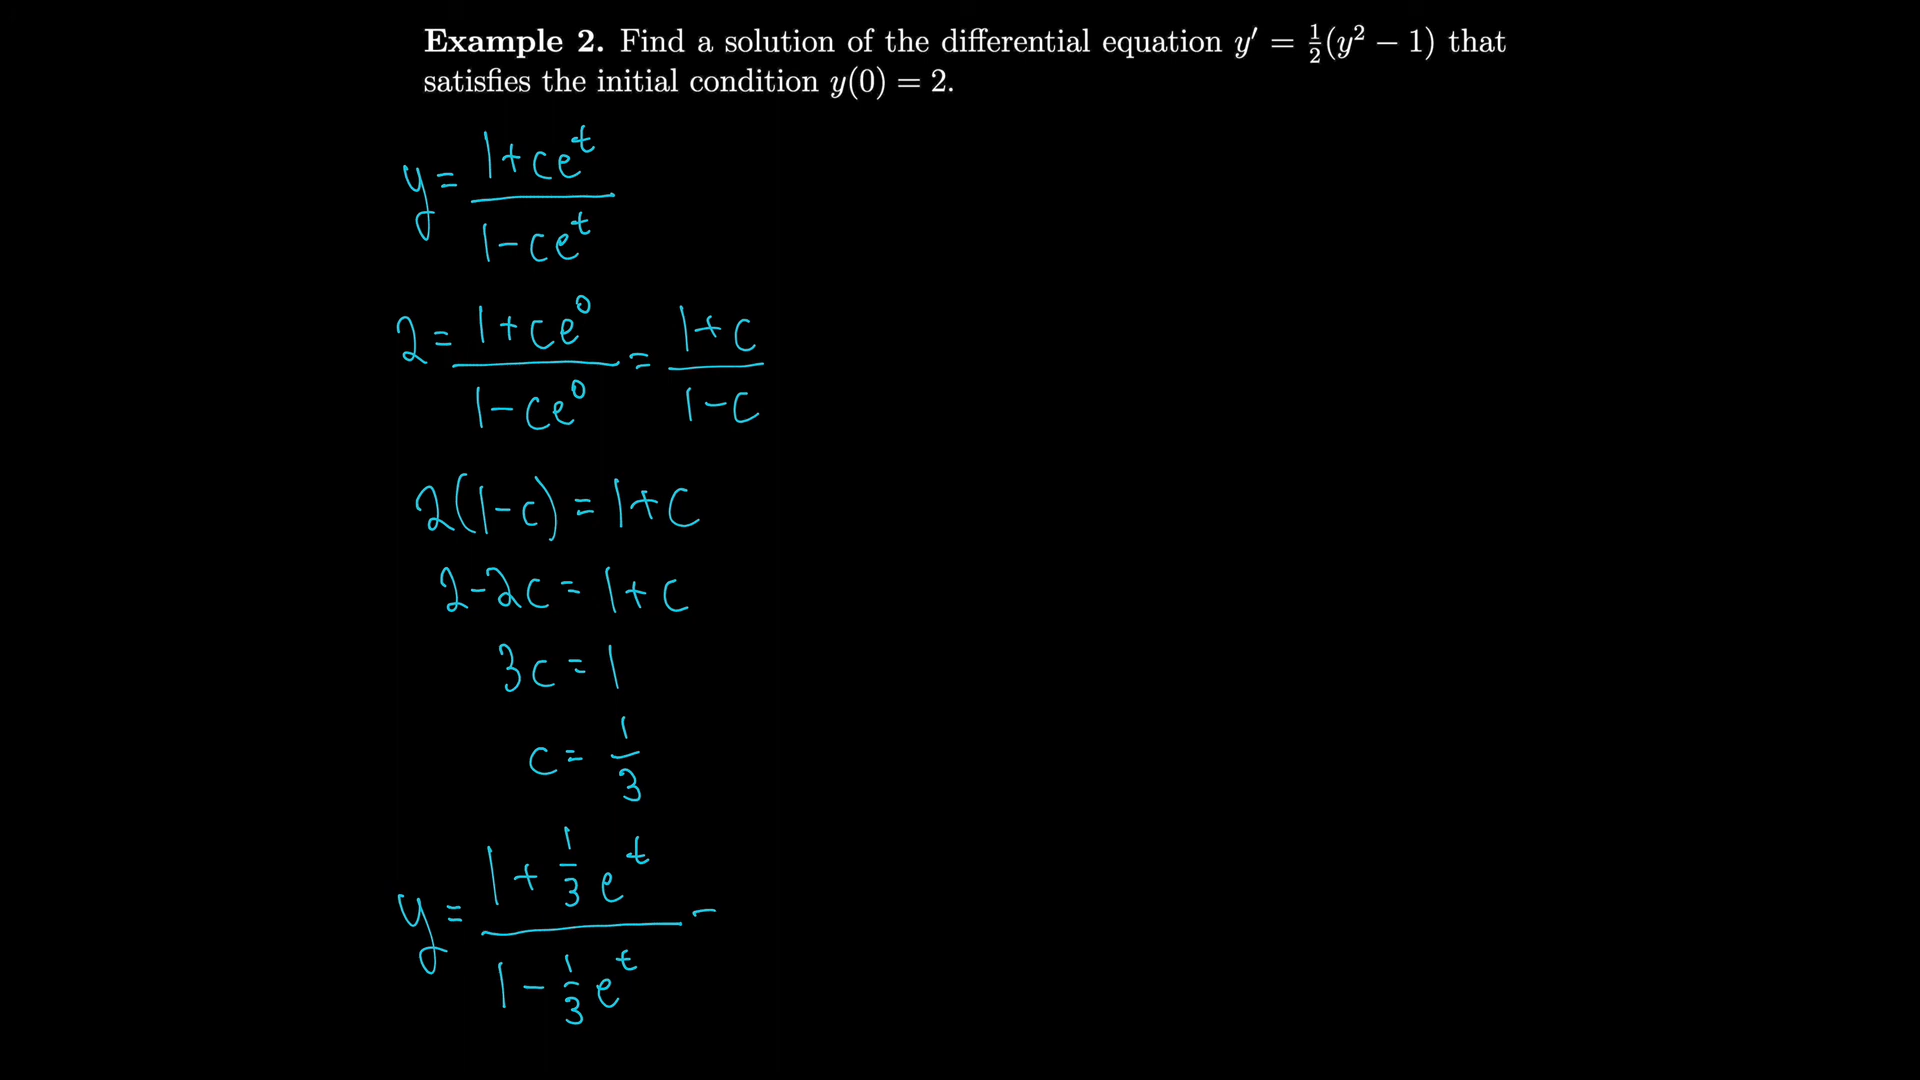 Example 2. Find a solution of the differential equation y′ = ½(y² − 1) that
satisfies the initial condition y(0) = 2.
y = (1+ce^t)/(1-ce^t)
2 = (1+ce^0)/(1-ce^0) = (1+c)/(1-c)
2(1-c) = 1+c
2-2c = 1+c
3c = 1
c = 1/3
y = (1+1/3 e^t)/(1-1/3 e^t) -